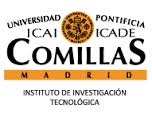 UNIVERSIDAD PONTIFICIA
ICAI ICADE
COMILLAS
MADRID
INSTITUTO DE INVESTIGACIÓN
TECNOLÓGICA